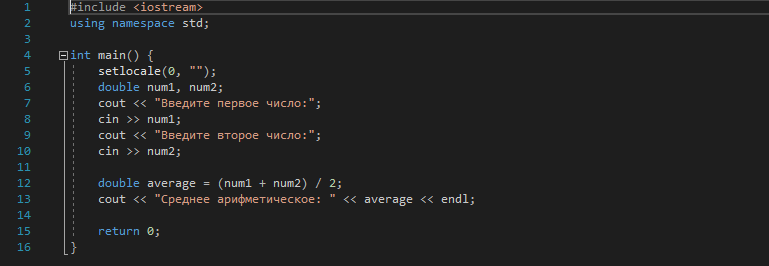 1 #include <iostream>
2 using namespace std;
3
4 int main() {
5 setlocale(0, "");
6 double num1, num2;
7 cout << "Введите первое число:";
8 cin >> num1;
9 cout << "Введите второе число:";
10 cin >> num2;
11
12 double average = (num1 + num2) / 2;
13 cout << "Среднее арифметическое: " << average << endl;
14
15 return 0;
16 }